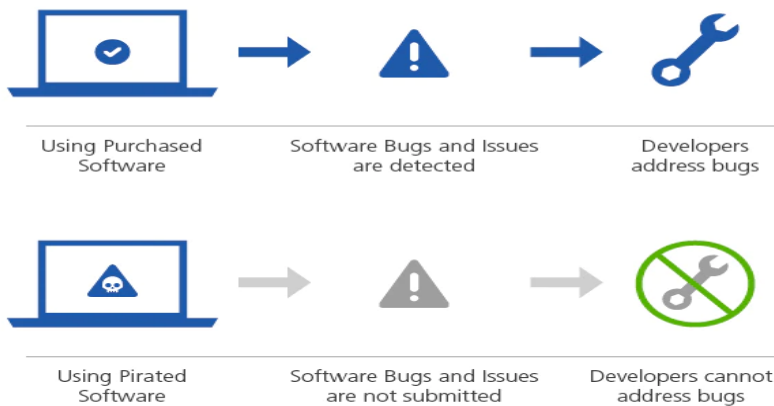 Using Purchased
Software
Software Bugs and Issues
are detected
Developers
address bugs
Using Pirated
Software
Software Bugs and Issues
are not submitted
Developers cannot
address bugs